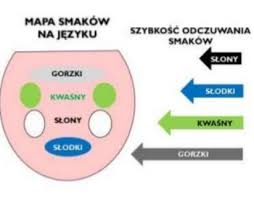 MAPA SMAKÓW
NA JĘZYKU
GORZKI
KWAŚNY
SŁONY
SŁODKI
SZYBKOŚĆ ODCZUWANIA
SMAKÓW
SŁONY
SŁODKI
KWAŚNY
GORZKI